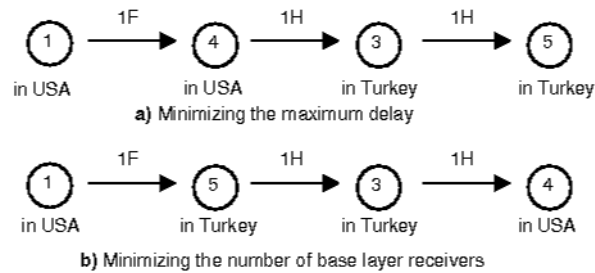 1F 1H 1H
1 4 3 5
in USA in USA in Turkey in Turkey
a) Minimizing the maximum delay
1F 1H 1H
1 5 3 4
in USA in Turkey in Turkey in USA
b) Minimizing the number of base layer receivers